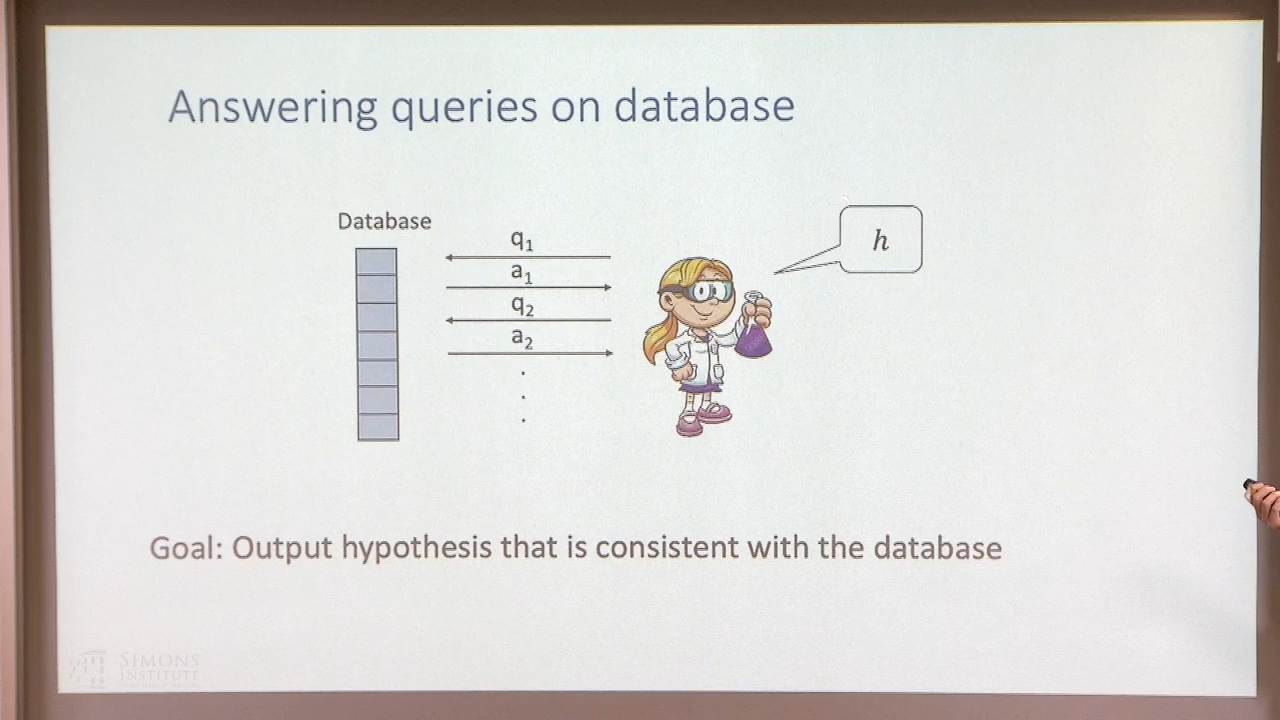 Answering queries on database
Database
q₁
a₁
q₂
a₂
.
.
.
h
Goal: Output hypothesis that is consistent with the database
SIMONS
INSTITUTE